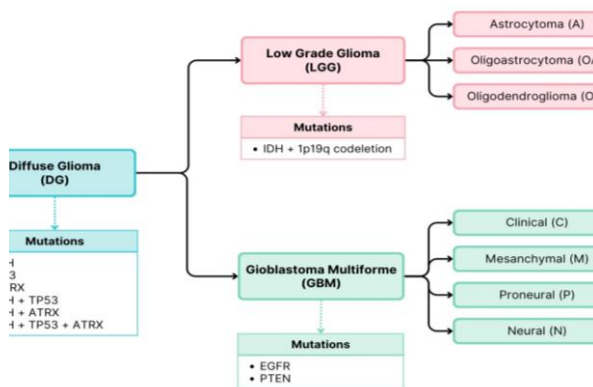 Astrocytoma (A)
Low Grade Glioma
(LGG)
Oligoastrocytoma (OA
Oligodendroglioma (O
Mutations
• IDH + 1p19q codeletion
Diffuse Glioma
(DG)
Mutations
H
3
RX
H + TP53
H + ATRX
H + TP53 + ATRX
Clinical (C)
Gioblastoma Multiforme
(GBM)
Mesanchymal (M)
Proneural (P)
Neural (N)
Mutations
• EGFR
• PTEN